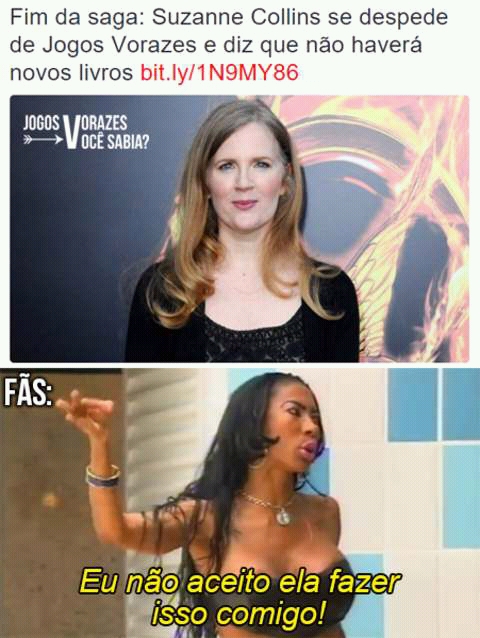 Fim da saga: Suzanne Collins se despede
de Jogos Vorazes e diz que não haverá
novos livros bit.ly/1N9MY86
JOGOS VORAZES
VOCÊ SABIA?
FÃS:
Eu não aceito ela fazer
isso comigo!